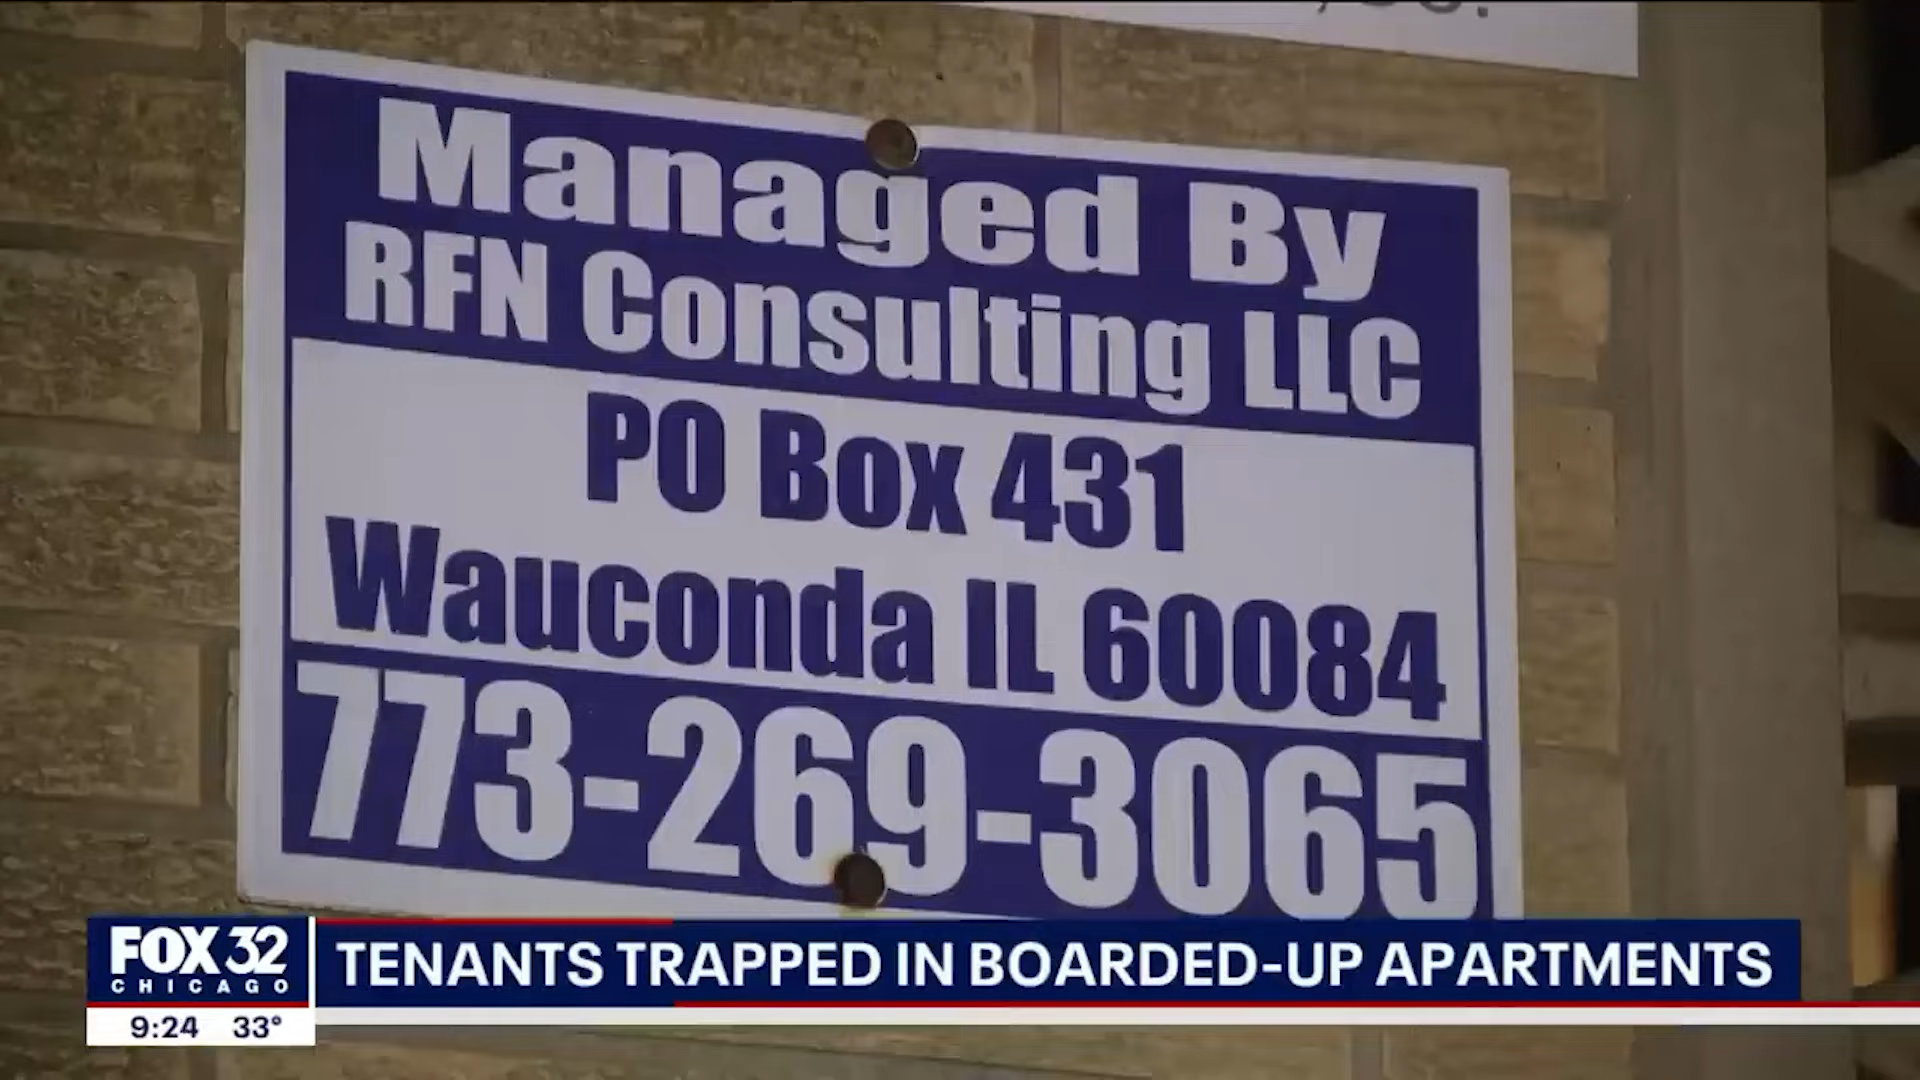 Managed By
RFN Consulting LLC
PO Box 431
Wauconda IL 60084
773-269-3065
FOX 32
CHICAGO
TENANTS TRAPPED IN BOARDED-UP APARTMENTS
9:24 33°